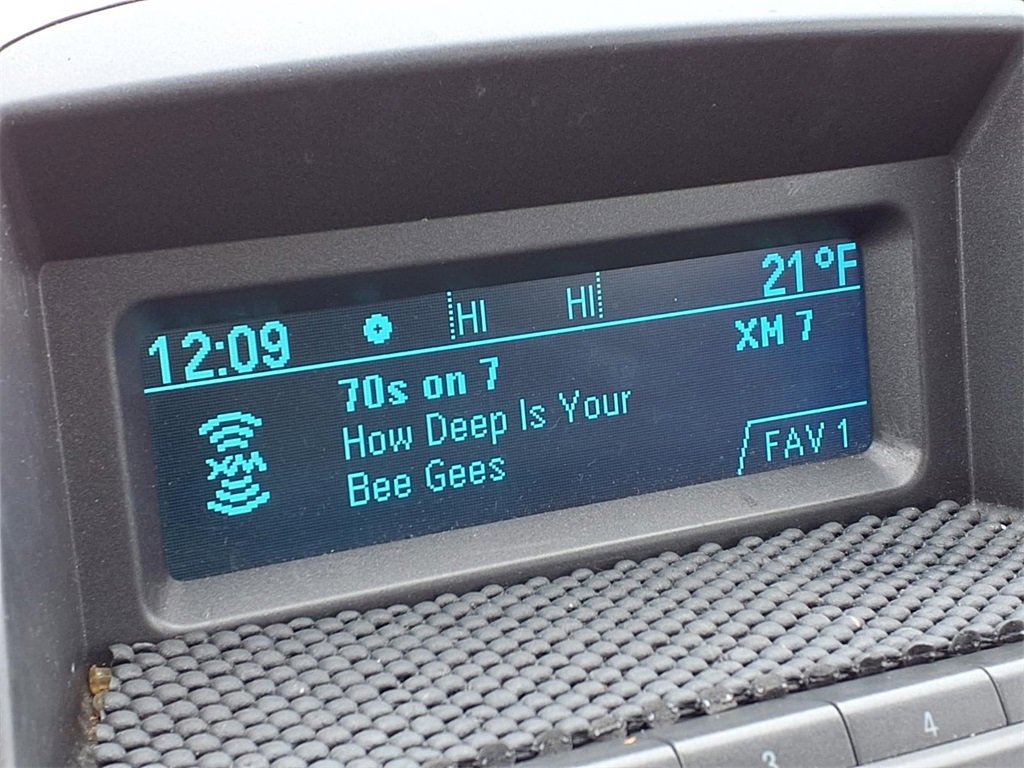 12:09 HI HI 21 °F
70s on 7 XM 7
How Deep Is Your
XM
Bee Gees FAV 1
3 4